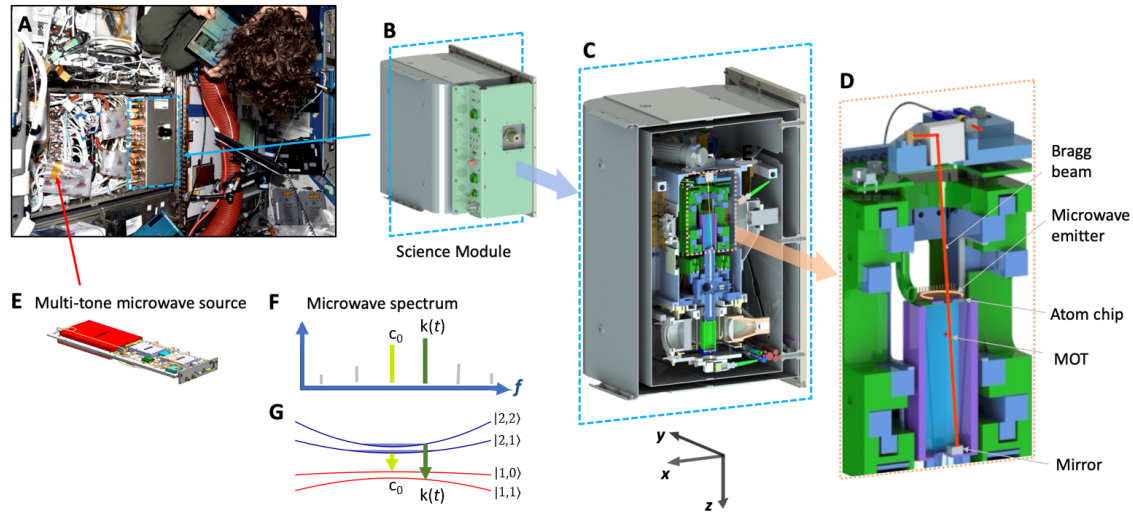 A
B
C
D
Science Module
Bragg
beam
Microwave
emitter
Atom chip
MOT
Mirror
E
Multi-tone microwave source
F
Microwave spectrum
c0
k(t)
f
G
|2,2⟩
|2,1⟩
|1,0⟩
|1,1⟩
c0
k(t)
y
x
z